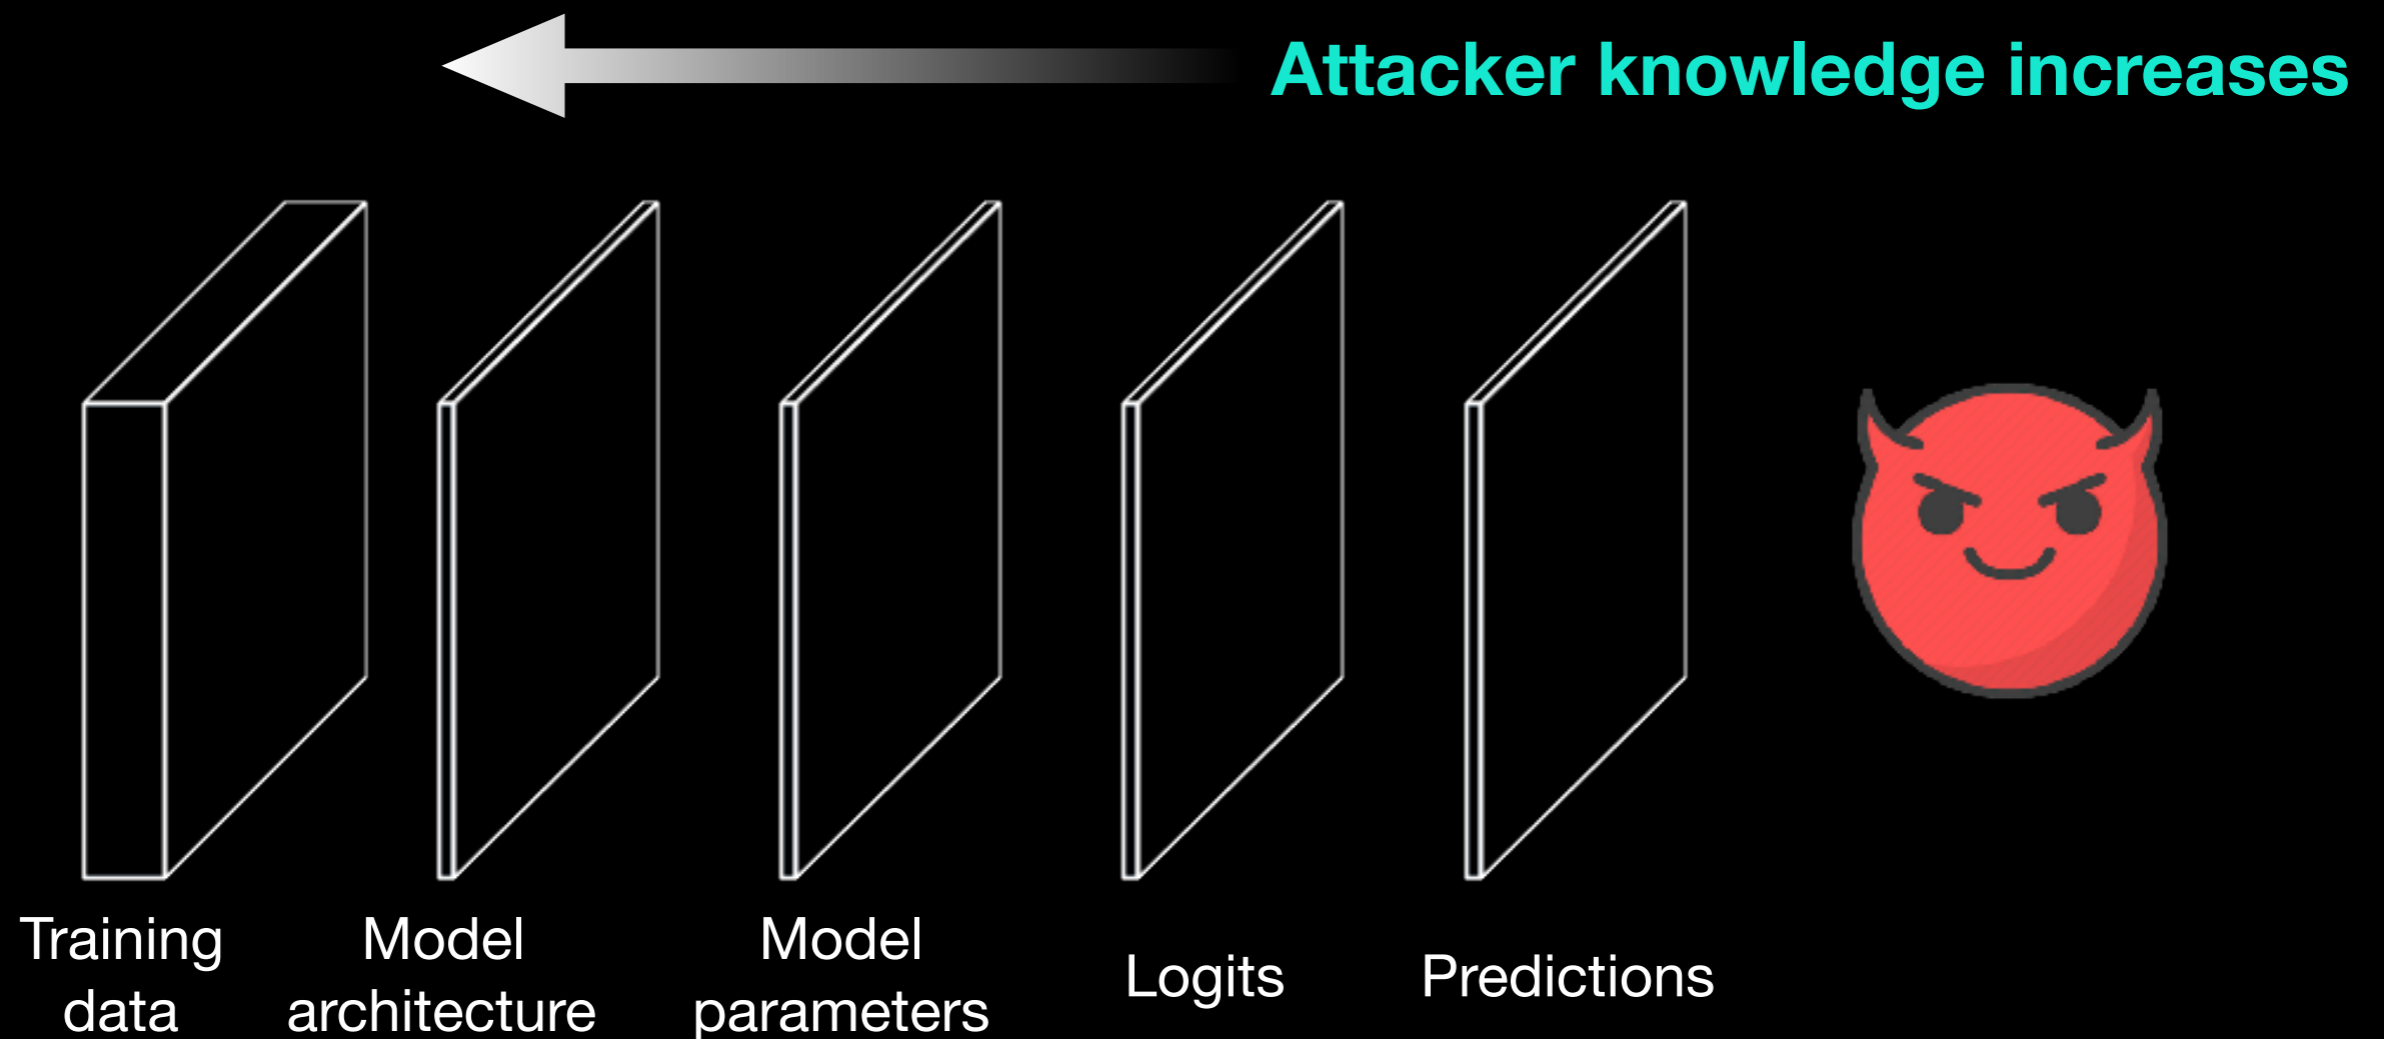 Attacker knowledge increases
Training
data
Model
architecture
Model
parameters
Logits
Predictions